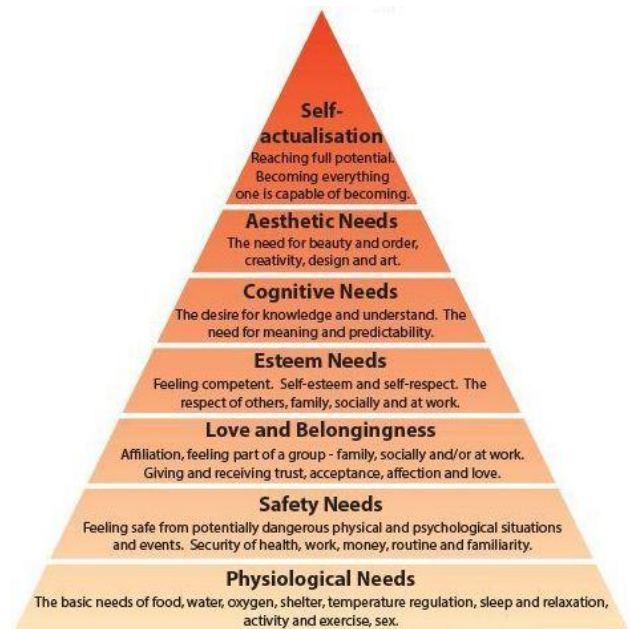 Self-
actualisation
Reaching full potential.
Becoming everything
one is capable of becoming.
Aesthetic Needs
The need for beauty and order,
creativity, design and art.
Cognitive Needs
The desire for knowledge and understand. The
need for meaning and predictability.
Esteem Needs
Feeling competent. Self-esteem and self-respect. The
respect of others, family, socially and at work.
Love and Belongingness
Affiliation, feeling part of a group - family, socially and/or at work.
Giving and receiving trust, acceptance, affection and love.
Safety Needs
Feeling safe from potentially dangerous physical and psychological situations
and events. Security of health, work, money, routine and familiarity.
Physiological Needs
The basic needs of food, water, oxygen, shelter, temperature regulation, sleep and relaxation,
activity and exercise, sex.